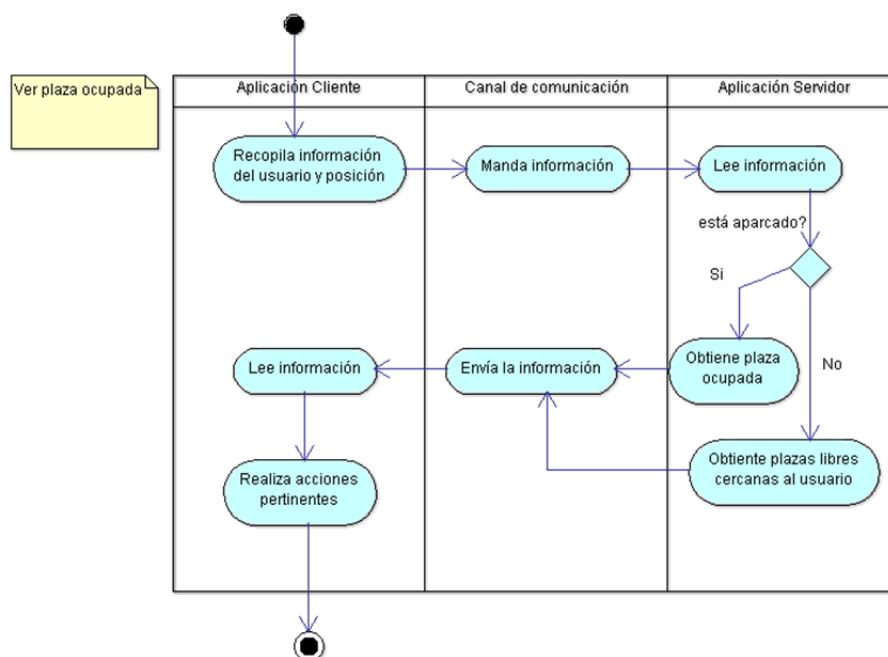 Ver plaza ocupada
Aplicación Cliente
Canal de comunicación
Aplicación Servidor
Recopila información
del usuario y posición
Manda información
Lee información
está aparcado?
Si
No
Obtiene plaza
ocupada
Envía la información
Lee información
Obtiente plazas libres
cercanas al usuario
Realiza acciones
pertinentes